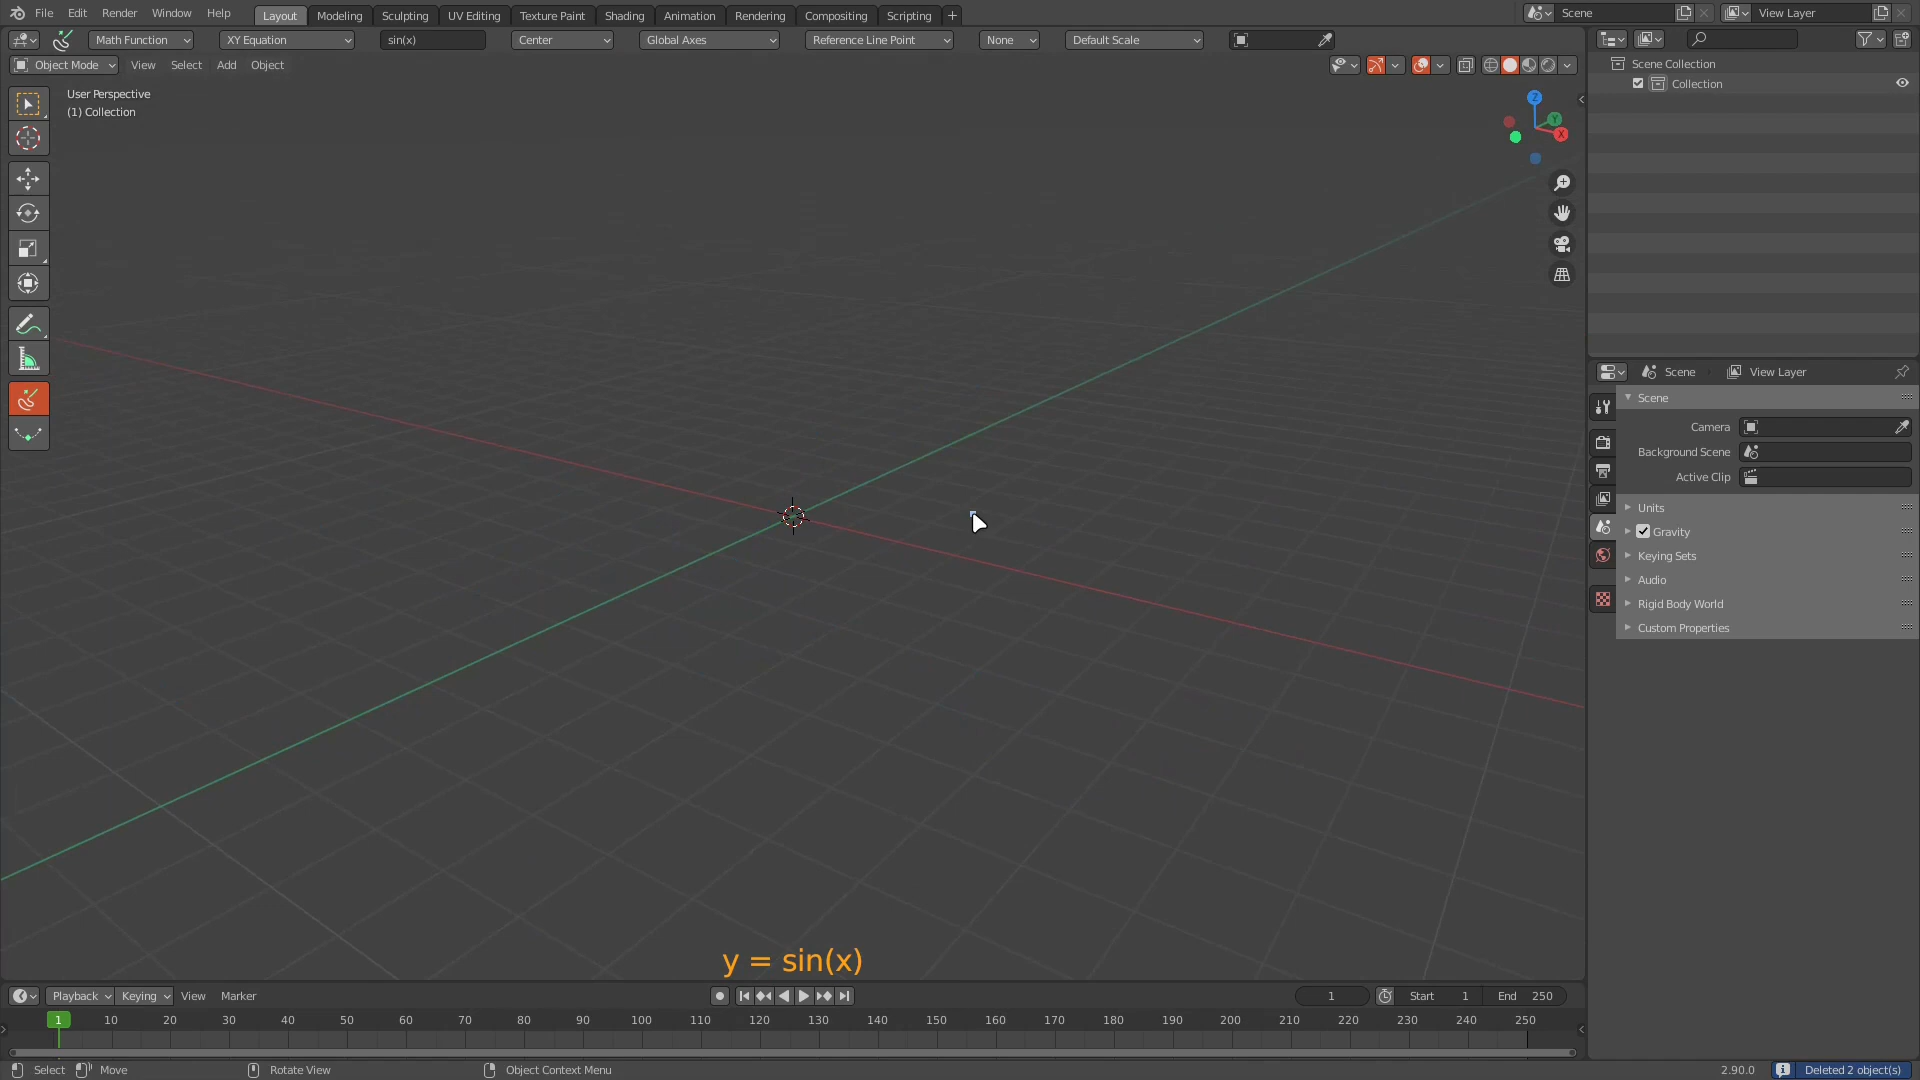 File Edit Render Window Help Layout Modeling Sculpting UV Editing Texture Paint Shading Animation Rendering Compositing Scripting + Scene View Layer
Math Function XY Equation sin(x) Center Global Axes Reference Line Point None Default Scale
Object Mode View Select Add Object
User Perspective
(1) Collection
Z
Y
X
Scene Collection
Collection
Scene View Layer
Scene
Camera
Background Scene
Active Clip
Units
Gravity
Keying Sets
Audio
Rigid Body World
Custom Properties
y = sin(x)
Playback Keying View Marker 1 Start 1 End 250
1 10 20 30 40 50 60 70 80 90 100 110 120 130 140 150 160 170 180 190 200 210 220 230 240 250
Select Move Rotate View Object Context Menu 2.90.0 Deleted 2 object(s)